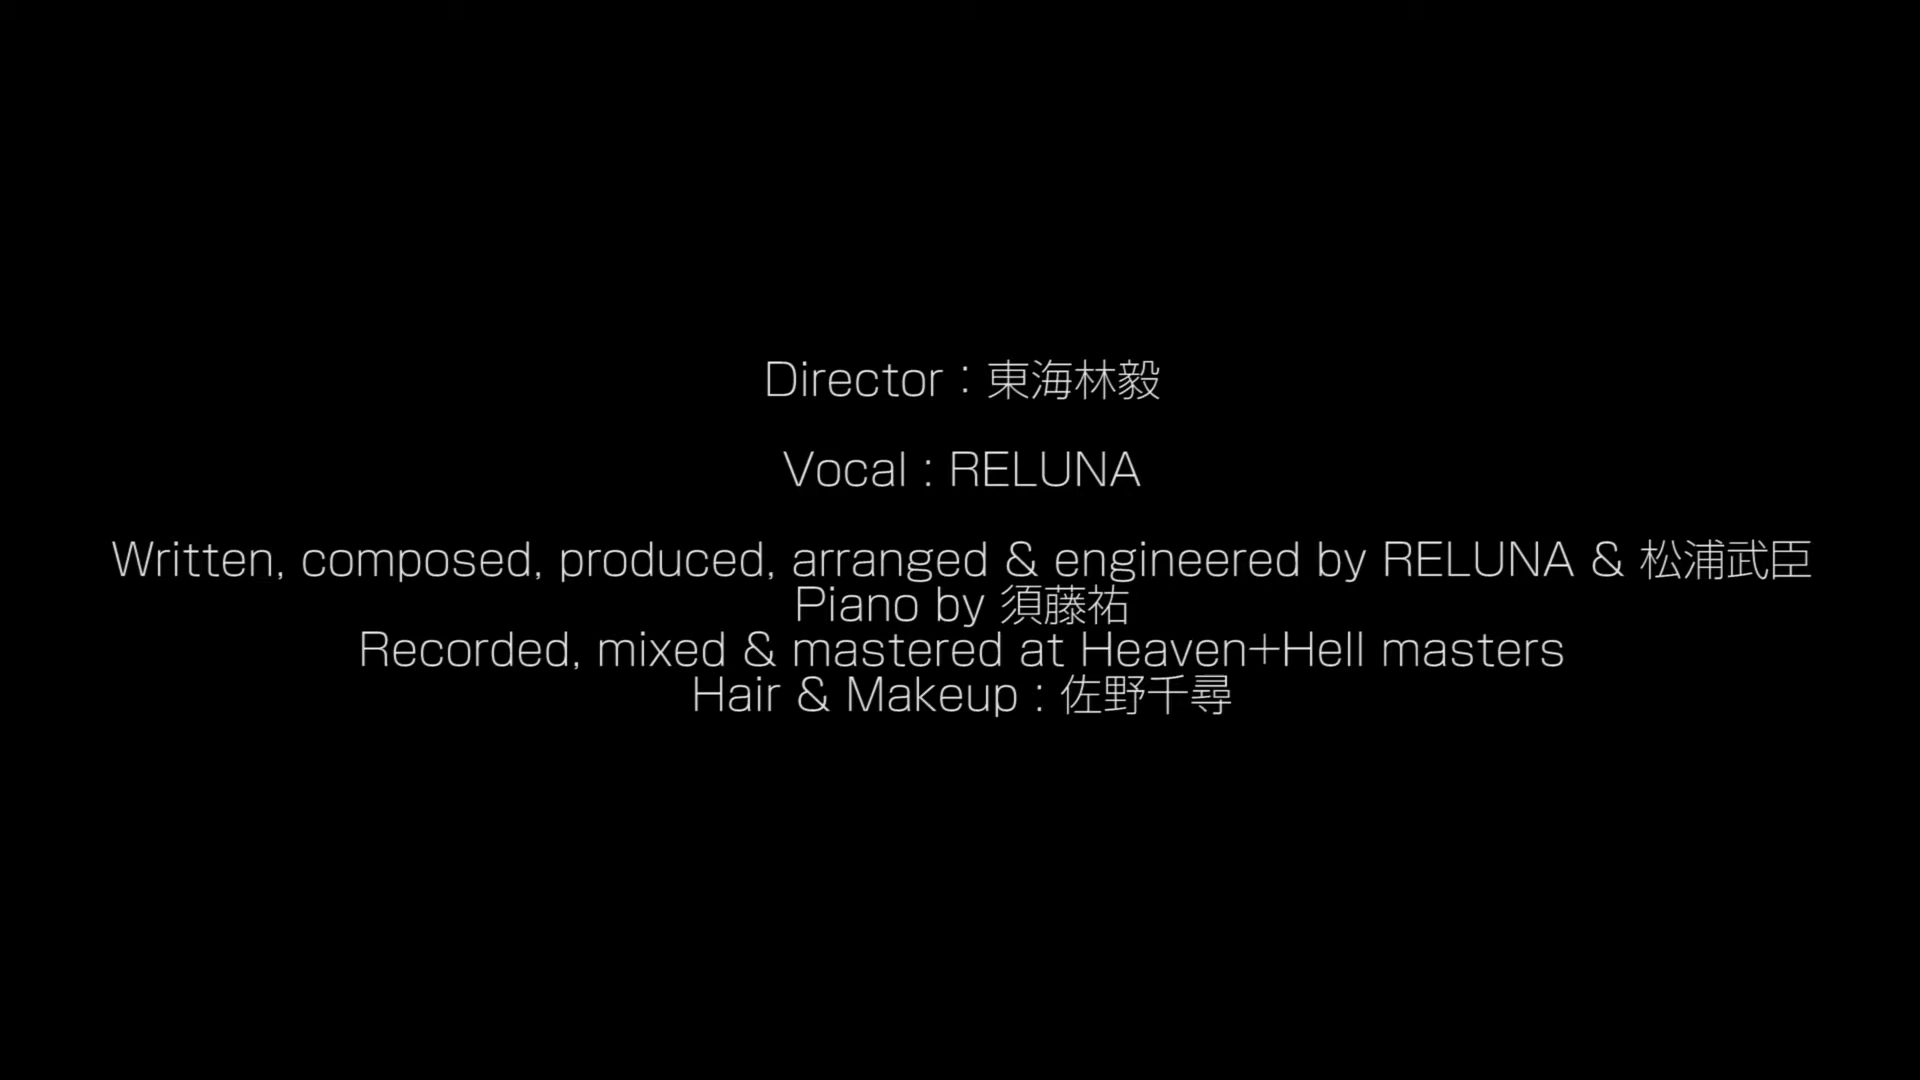 Director：東海林毅
Vocal : RELUNA
Written, composed, produced, arranged & engineered by RELUNA & 松浦武臣
Piano by 須藤祐
Recorded, mixed & mastered at Heaven+Hell masters
Hair & Makeup : 佐野千尋